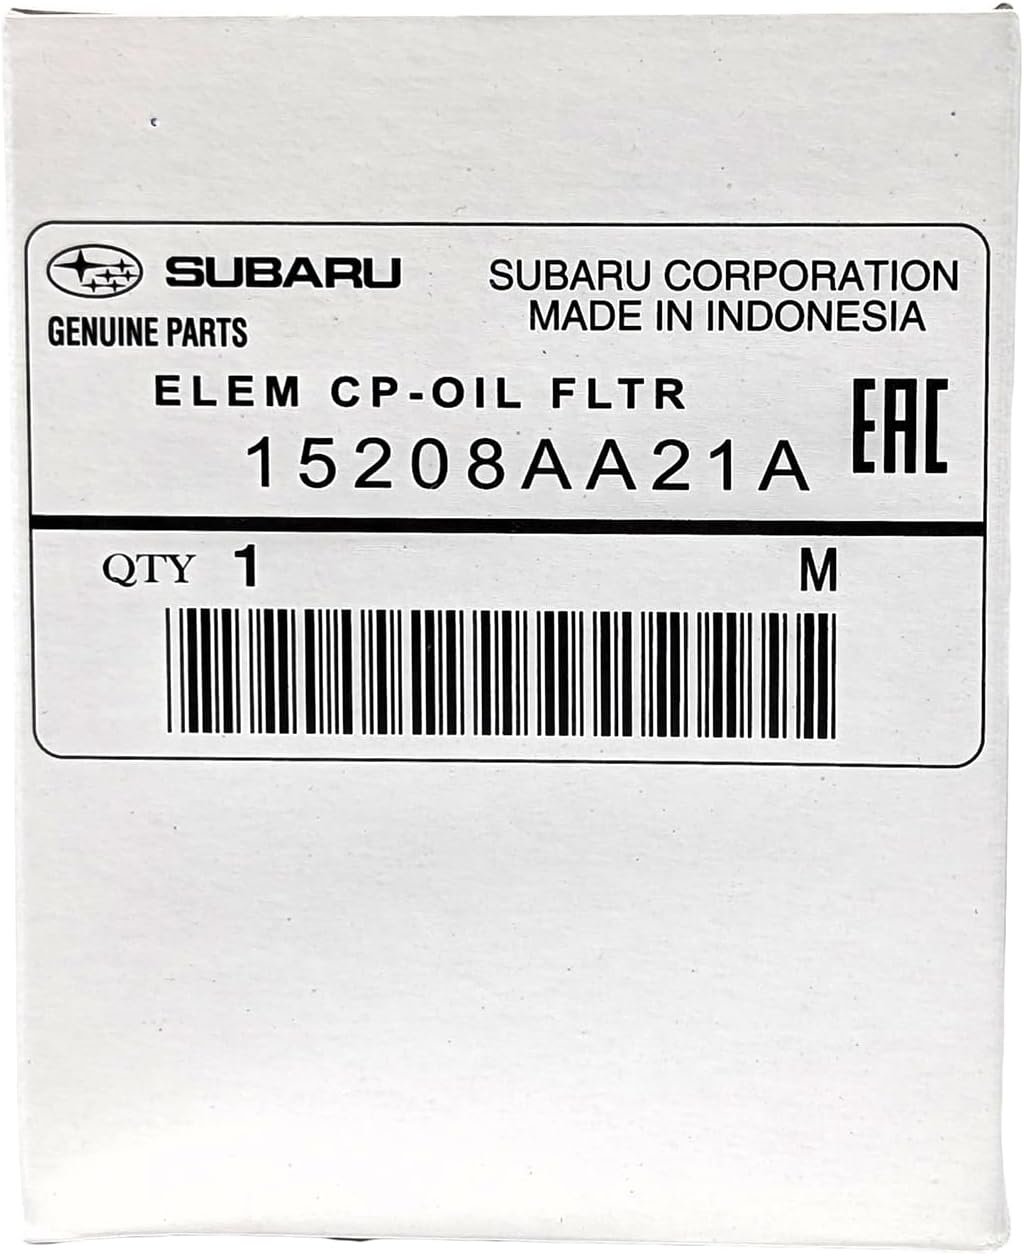 SUBARU
GENUINE PARTS
SUBARU CORPORATION
MADE IN INDONESIA
ELEM CP-OIL FLTR
15208AA21A
EAC
QTY 1
M